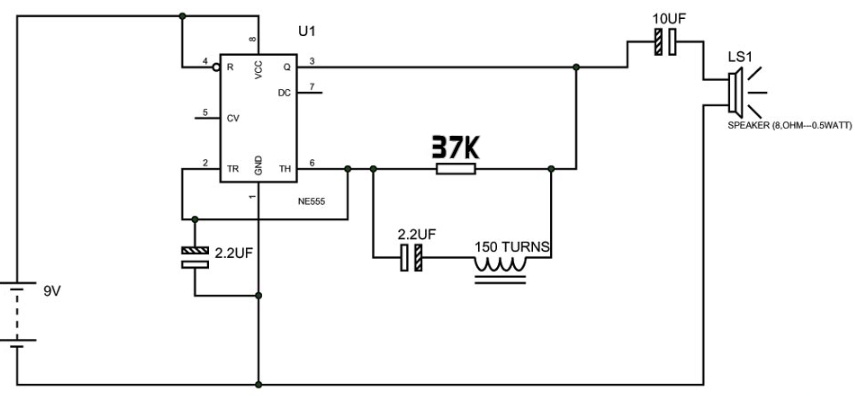 10UF
U1
LS1
8
4
R
VCC
Q
3
DC
7
SPEAKER (8,OHM---0.5WATT)
5
CV
37K
2
TR
GND
TH
6
1
NE555
2.2UF
150 TURNS
2.2UF
9V